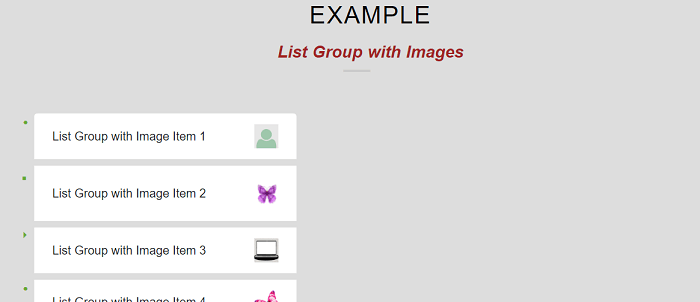 EXAMPLE
List Group with Images
List Group with Image Item 1
List Group with Image Item 2
List Group with Image Item 3
List Group with Image Item 4